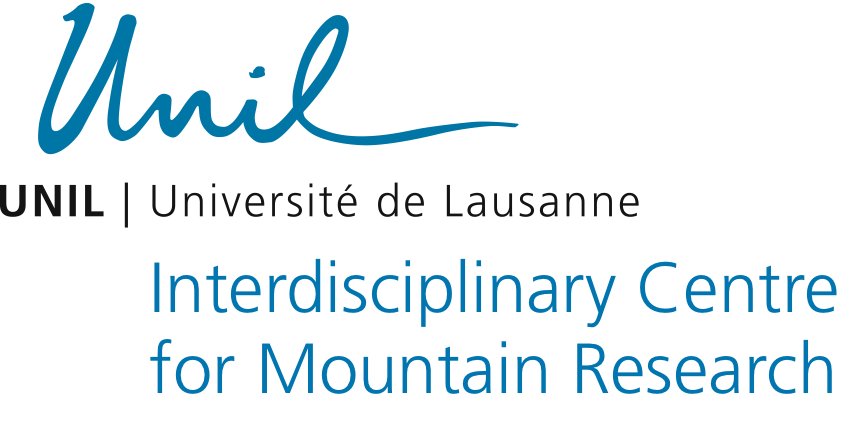 Unil
UNIL | Université de Lausanne
Interdisciplinary Centre
for Mountain Research